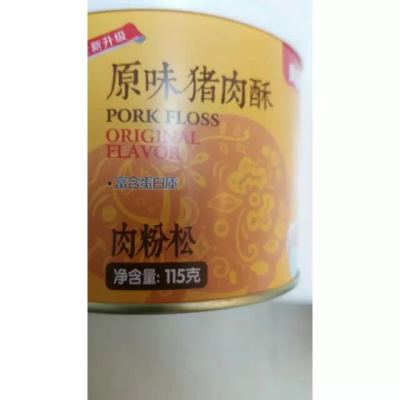 新升级
原味猪肉酥
PORK FLOSS
ORIGINAL
FLAVOR
•富含蛋白质
肉粉松
净含量: 115克